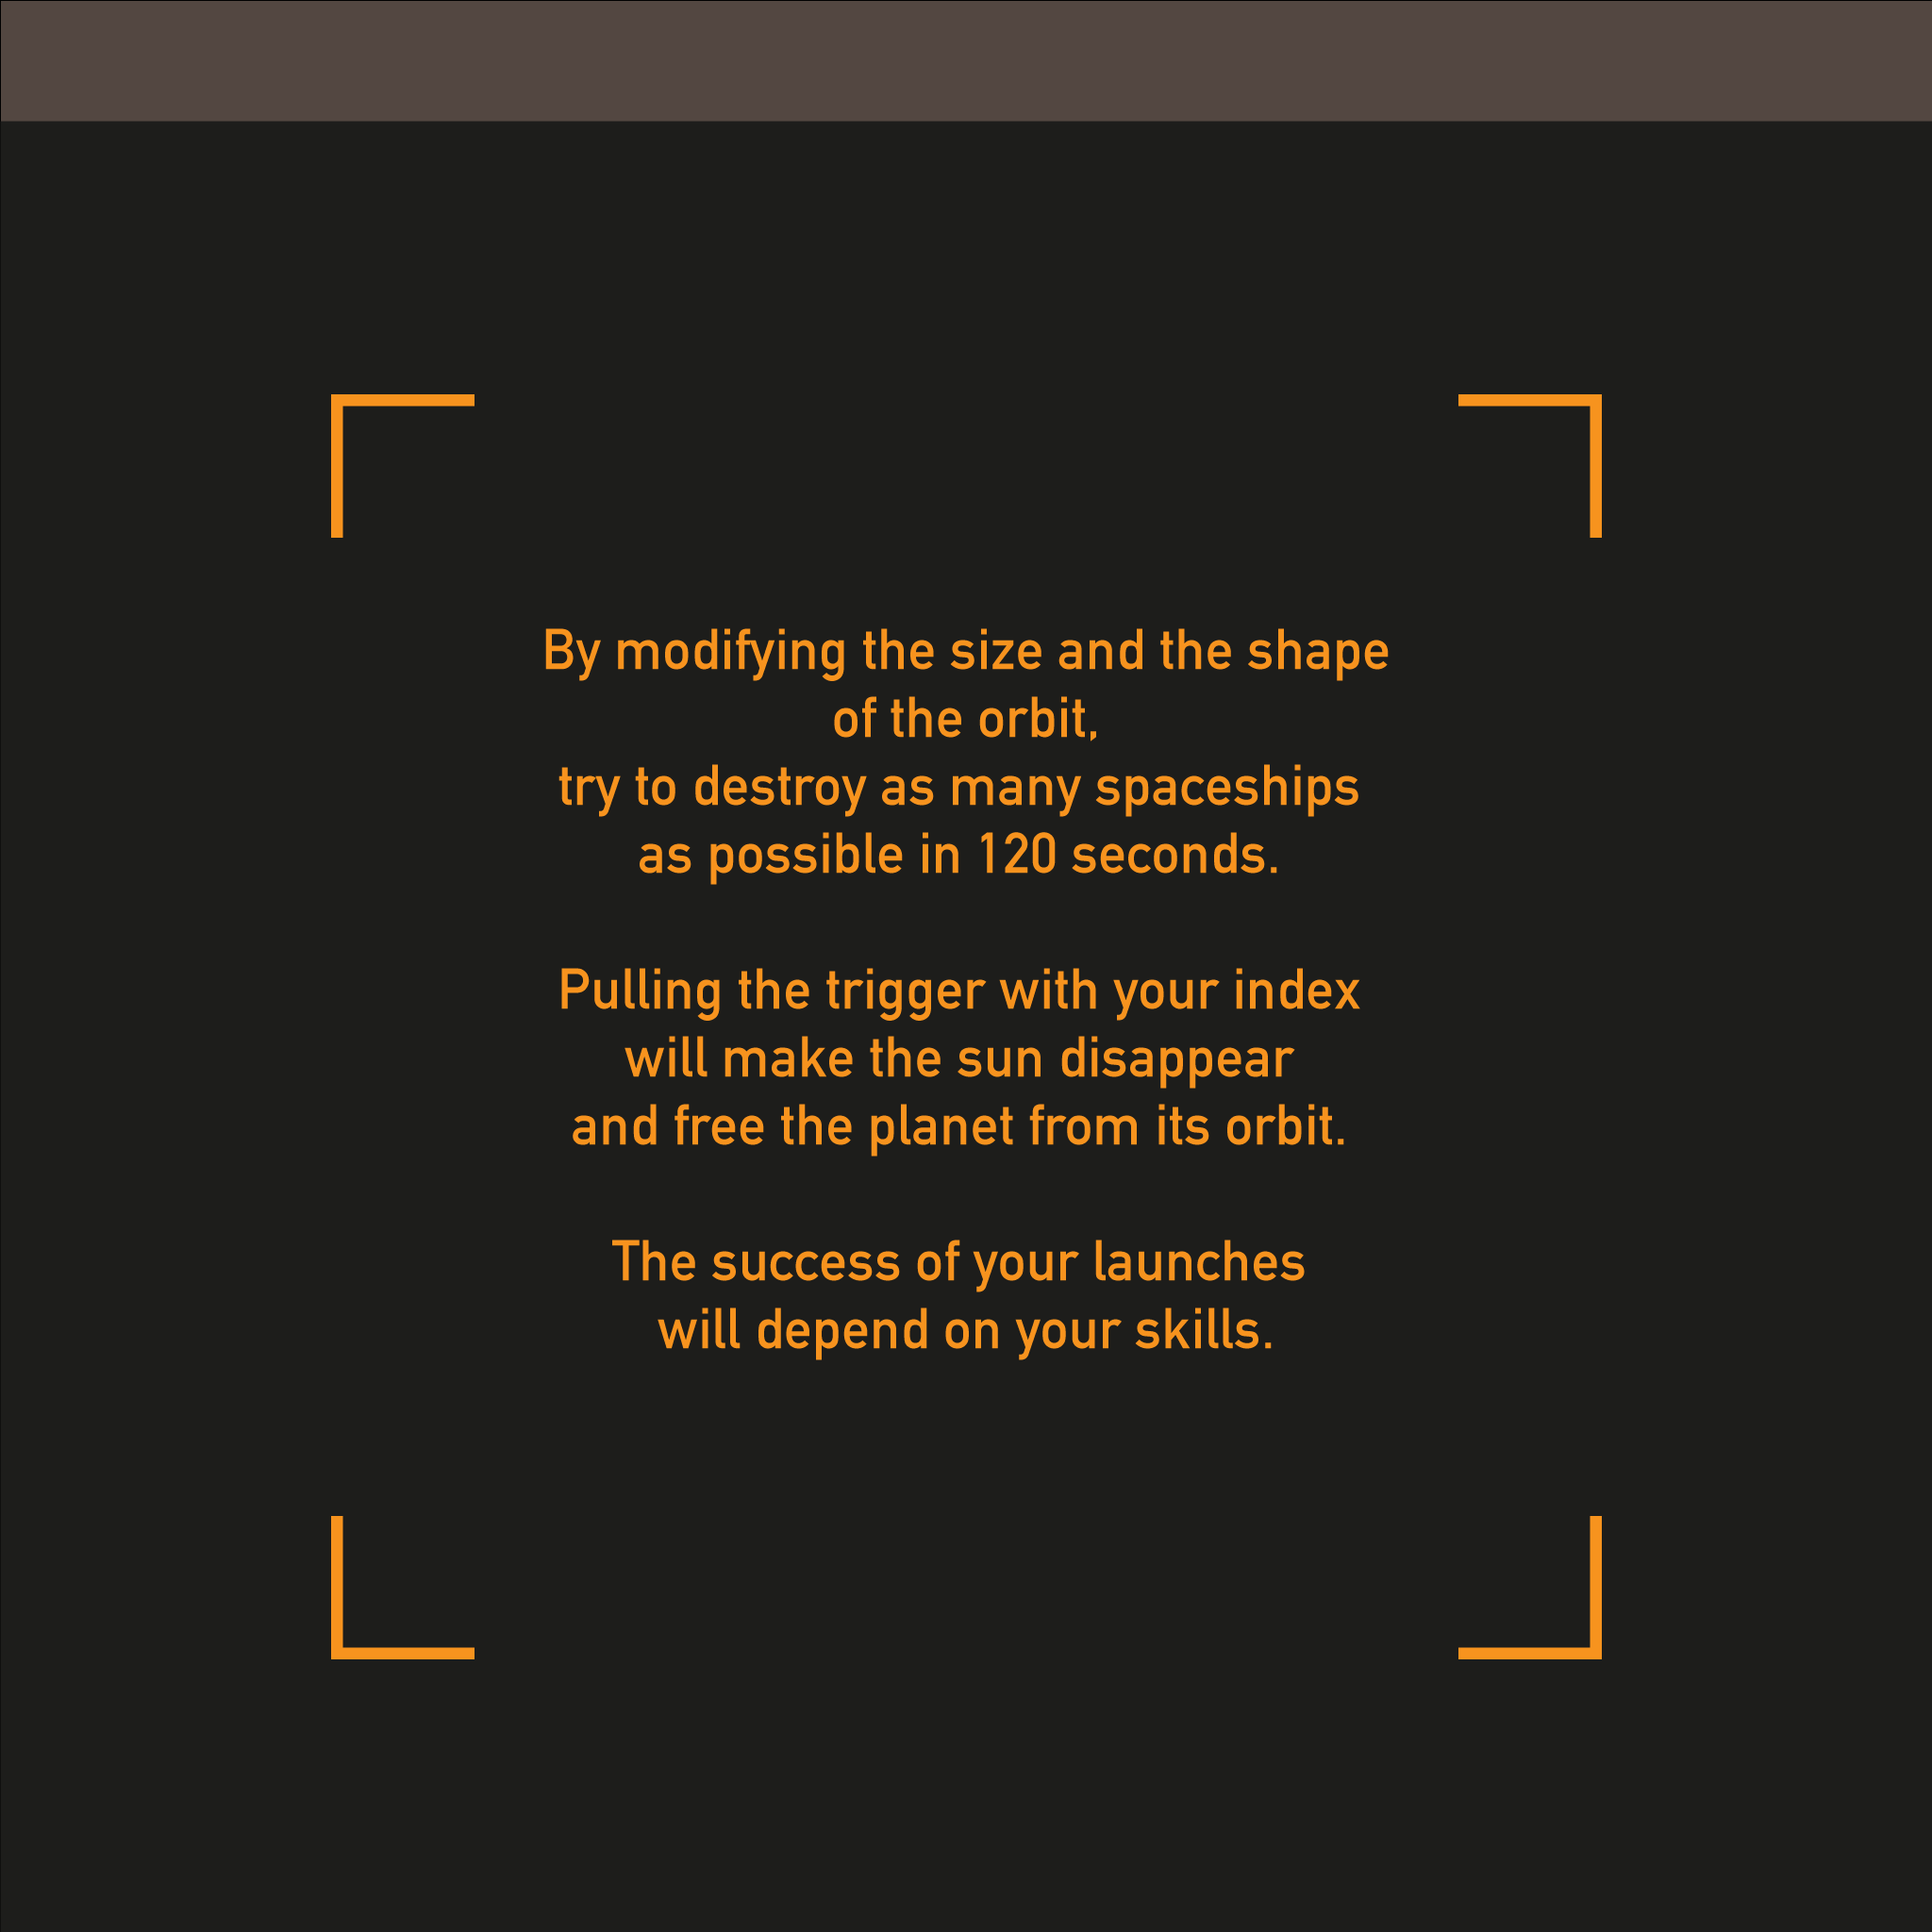 By modifying the size and the shape
of the orbit,
try to destroy as many spaceships
as possible in 120 seconds.
Pulling the trigger with your index
will make the sun disappear
and free the planet from its orbit.
The success of your launches
will depend on your skills.